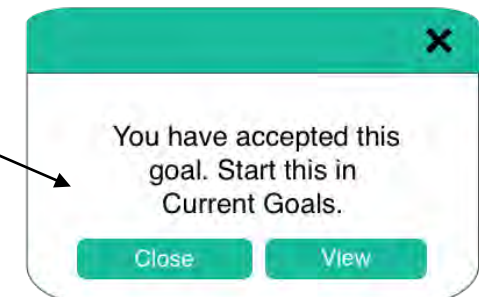 You have accepted this
goal. Start this in
Current Goals.
Close View